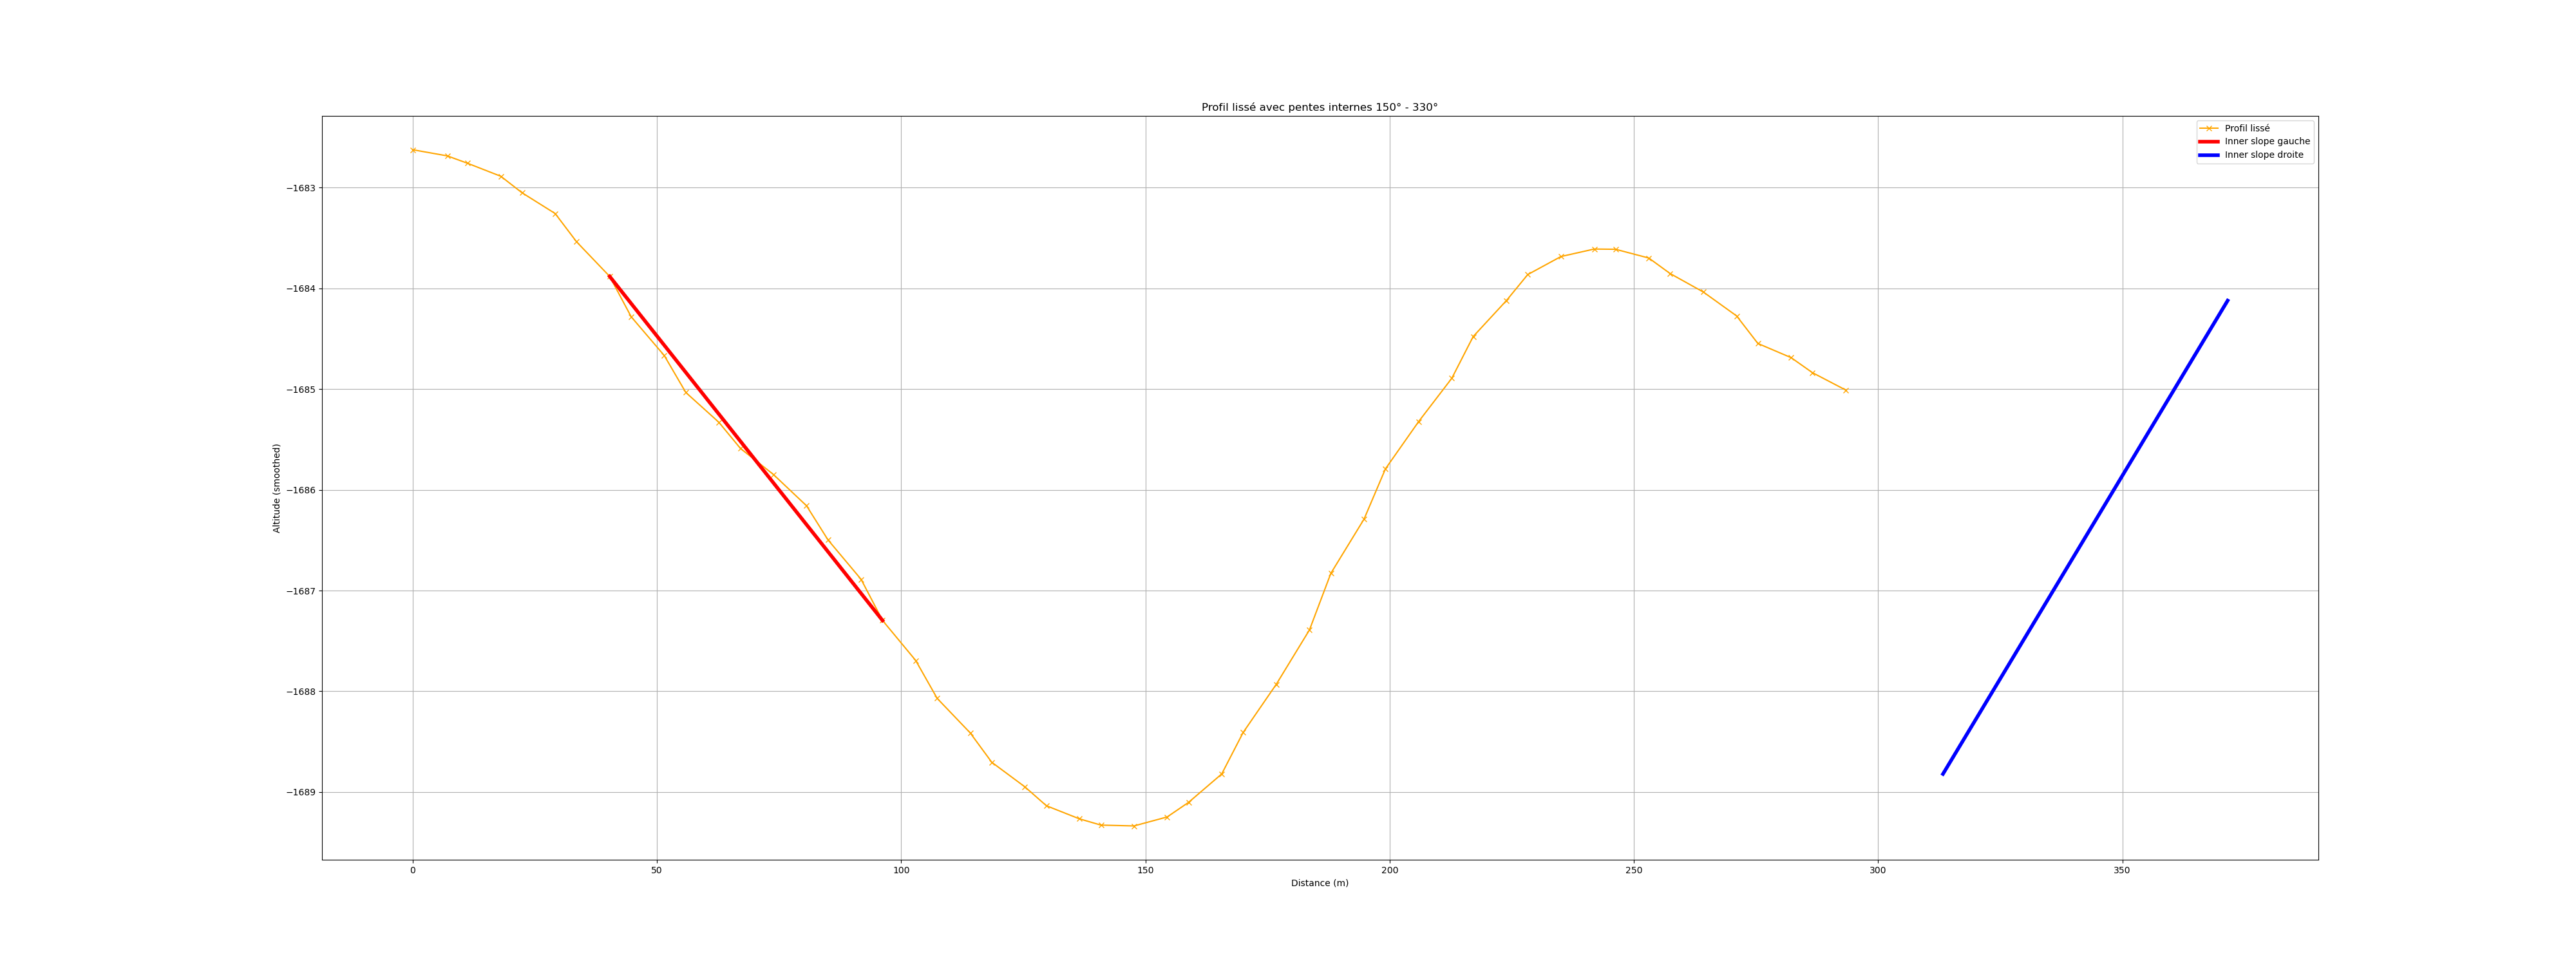 Profil lissé avec pentes internes 150° - 330°
Profil lissé
Inner slope gauche
Inner slope droite
−1683
−1684
−1685
−1686
−1687
−1688
−1689
Altitude (smoothed)
0 50 100 150 200 250 300 350
Distance (m)